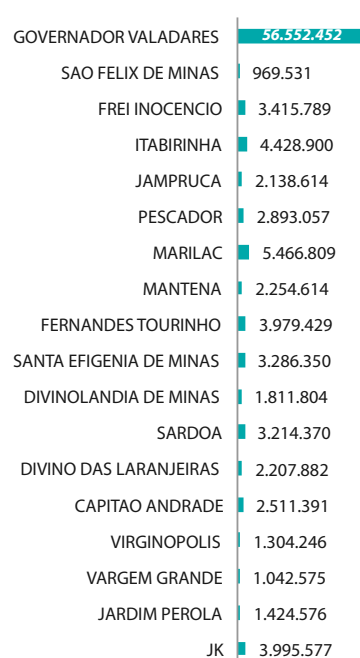 GOVERNADOR VALADARES 56.552.452
SAO FELIX DE MINAS 969.531
FREI INOCENCIO 3.415.789
ITABIRINHA 4.428.900
JAMPRUCA 2.138.614
PESCADOR 2.893.057
MARILAC 5.466.809
MANTENA 2.254.614
FERNANDES TOURINHO 3.979.429
SANTA EFIGENIA DE MINAS 3.286.350
DIVINOLANDIA DE MINAS 1.811.804
SARDOA 3.214.370
DIVINO DAS LARANJEIRAS 2.207.882
CAPITAO ANDRADE 2.511.391
VIRGINOPOLIS 1.304.246
VARGEM GRANDE 1.042.575
JARDIM PEROLA 1.424.576
JK 3.995.577